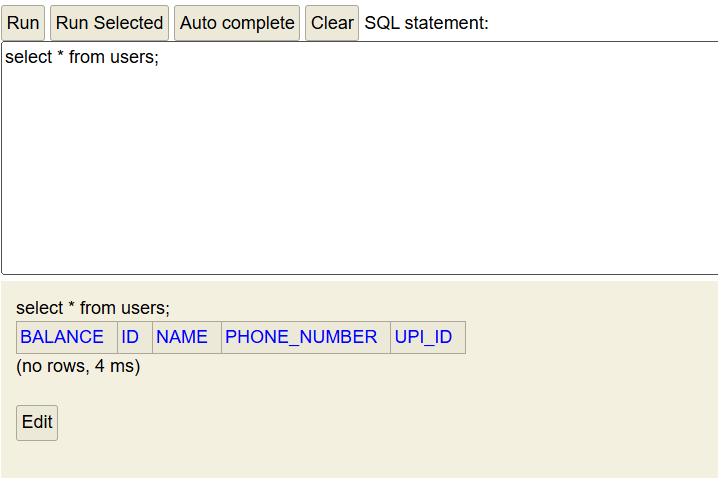 Run Run Selected Auto complete Clear SQL statement:
select * from users;
select * from users;
BALANCE ID NAME PHONE_NUMBER UPI_ID
(no rows, 4 ms)
Edit